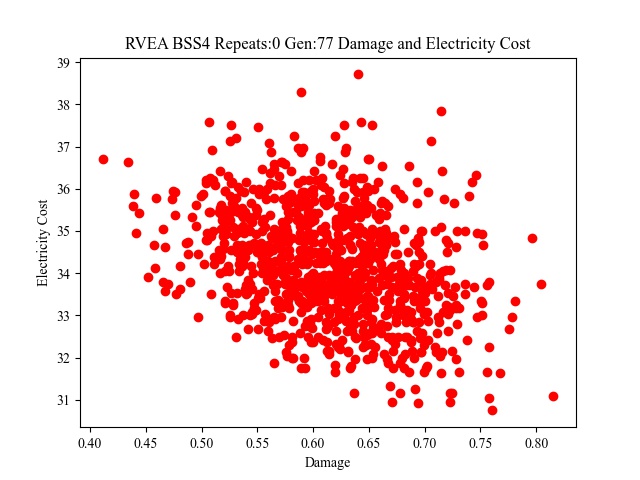 RVEA BSS4 Repeats:0 Gen:77 Damage and Electricity Cost
39
38
37
36
35
34
33
32
31
Electricity Cost
0.40 0.45 0.50 0.55 0.60 0.65 0.70 0.75 0.80
Damage